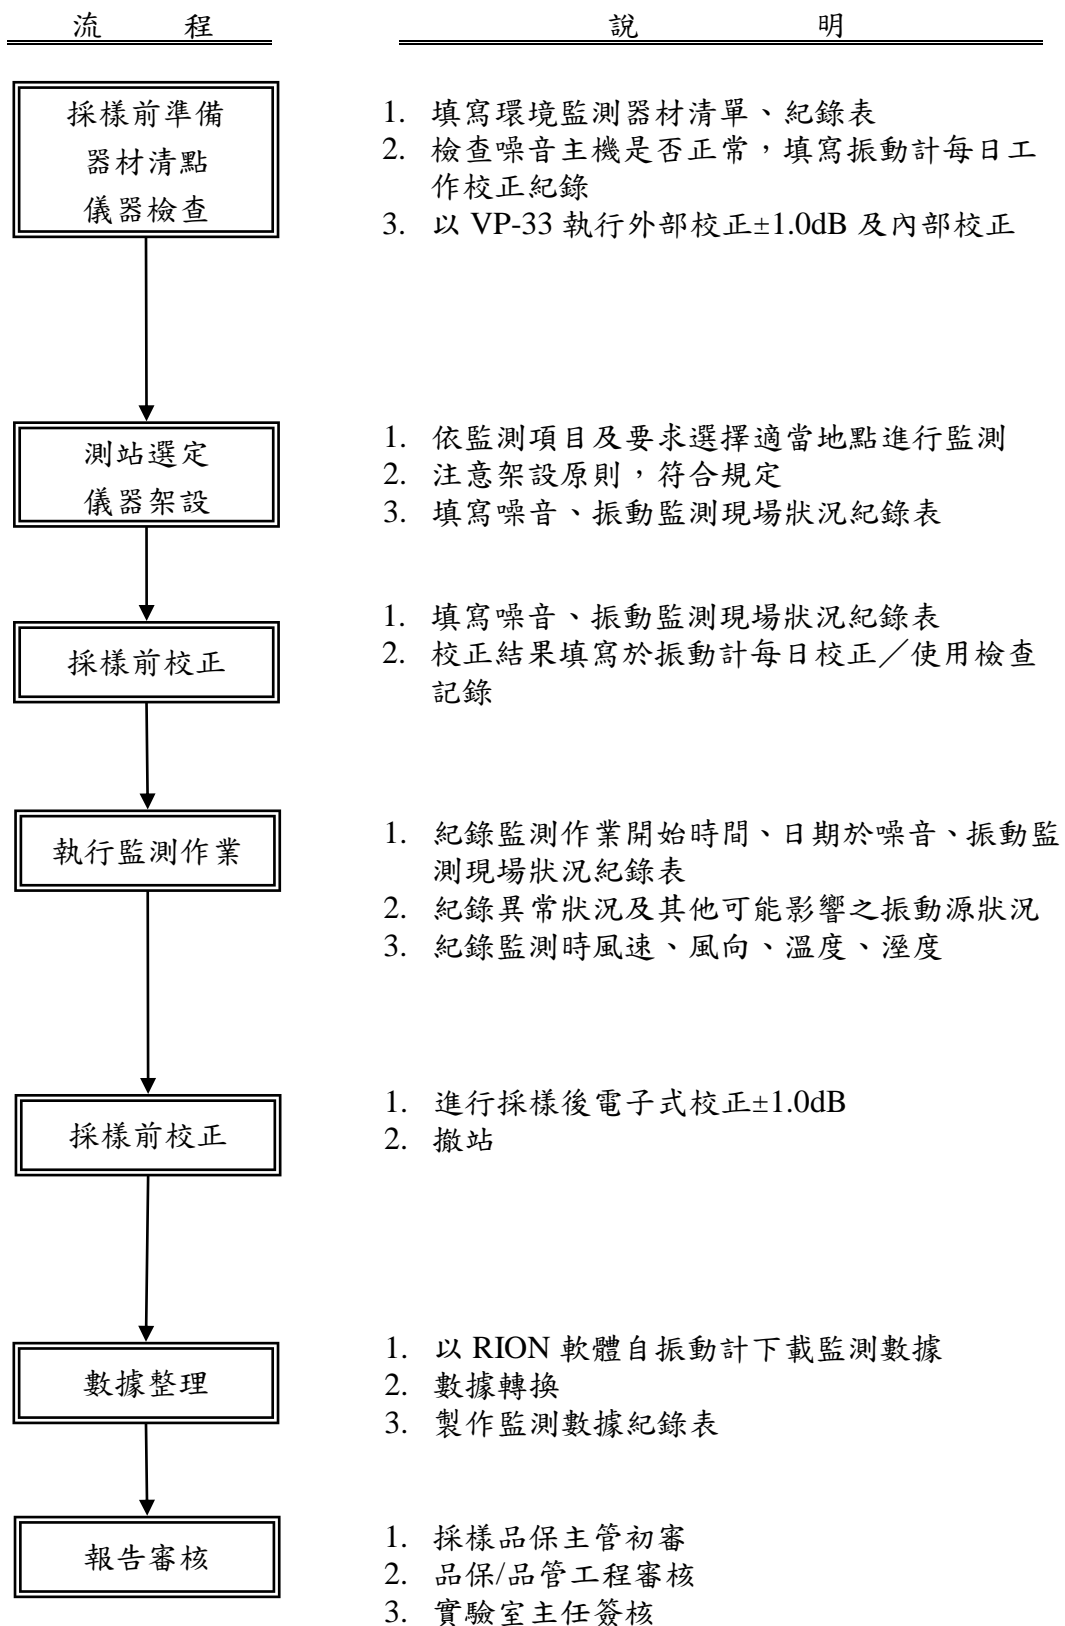 流 程 說 明
採樣前準備
器材清點
儀器檢查
1. 填寫環境監測器材清單、紀錄表
2. 檢查噪音主機是否正常，填寫振動計每日工
作校正紀錄
3. 以 VP-33 執行外部校正±1.0dB 及內部校正
測站選定
儀器架設
1. 依監測項目及要求選擇適當地點進行監測
2. 注意架設原則，符合規定
3. 填寫噪音、振動監測現場狀況紀錄表
採樣前校正
1. 填寫噪音、振動監測現場狀況紀錄表
2. 校正結果填寫於振動計每日校正／使用檢查
記錄
執行監測作業
1. 紀錄監測作業開始時間、日期於噪音、振動監
測現場狀況紀錄表
2. 紀錄異常狀況及其他可能影響之振動源狀況
3. 紀錄監測時風速、風向、溫度、溼度
採樣前校正
1. 進行採樣後電子式校正±1.0dB
2. 撤站
數據整理
1. 以 RION 軟體自振動計下載監測數據
2. 數據轉換
3. 製作監測數據紀錄表
報告審核
1. 採樣品保主管初審
2. 品保/品管工程審核
3. 實驗室主任簽核